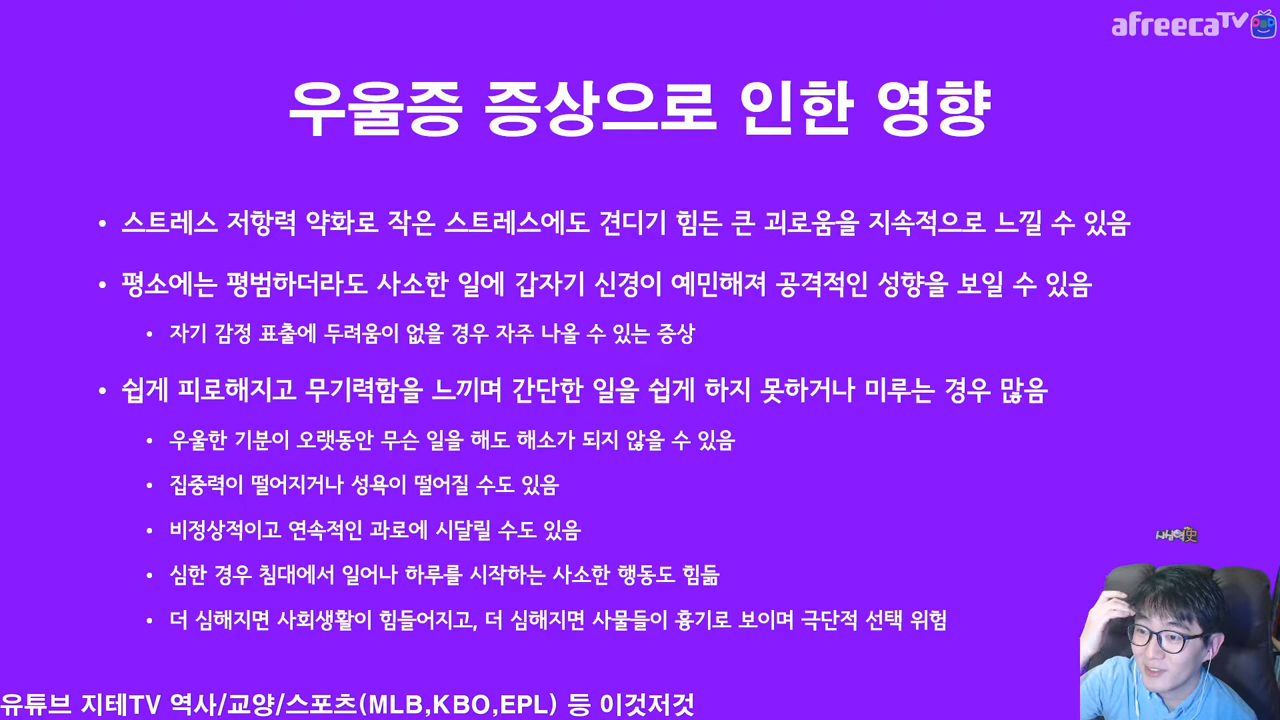 afreecaTV
우울증 증상으로 인한 영향
• 스트레스 저항력 약화로 작은 스트레스에도 견디기 힘든 큰 괴로움을 지속적으로 느낄 수 있음
• 평소에는 평범하더라도 사소한 일에 갑자기 신경이 예민해져 공격적인 성향을 보일 수 있음
• 자기 감정 표출에 두려움이 없을 경우 자주 나올 수 있는 증상
• 쉽게 피로해지고 무기력함을 느끼며 간단한 일을 쉽게 하지 못하거나 미루는 경우 많음
• 우울한 기분이 오랫동안 무슨 일을 해도 해소가 되지 않을 수 있음
• 집중력이 떨어지거나 성욕이 떨어질 수도 있음
• 비정상적이고 연속적인 과로에 시달릴 수도 있음
• 심한 경우 침대에서 일어나 하루를 시작하는 사소한 행동도 힘듦
• 더 심해지면 사회생활이 힘들어지고, 더 심해지면 사물들이 흉기로 보이며 극단적 선택 위험
유튜브 지테TV 역사/교양/스포츠(MLB,KBO,EPL) 등 이것저것